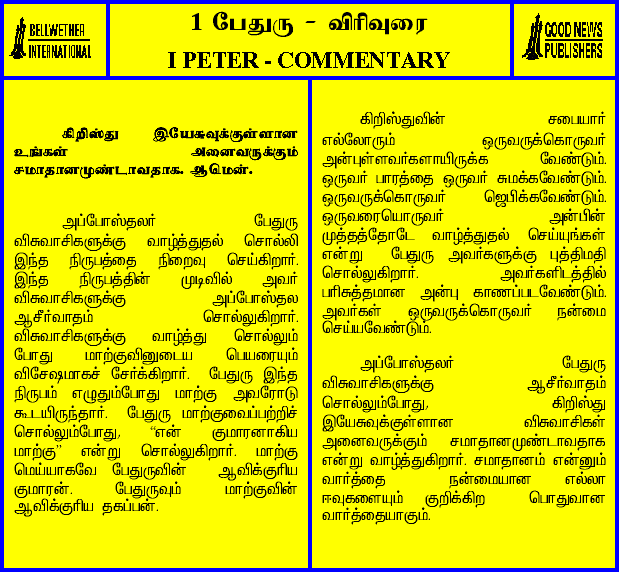 BELLWETHER
INTERNATIONAL
1 பேதுரு - விரிவுரை
I PETER - COMMENTARY
GOOD NEWS
PUBLISHERS
கிறிஸ்து இயேசுவுக்குள்ளான
உங்கள் அனைவருக்கும்
சமாதானமுண்டாவதாக. ஆமென்.
அப்போஸ்தலர் பேதுரு
விசுவாசிகளுக்கு வாழ்த்துதல் சொல்லி
இந்த நிருபத்தை நிறைவு செய்கிறார்.
இந்த நிருபத்தின் முடிவில் அவர்
விசுவாசிகளுக்கு அப்போஸ்தல
ஆசீர்வாதம் சொல்லுகிறார்.
விசுவாசிகளுக்கு வாழ்த்து சொல்லும்
போது மாற்குவினுடைய பெயரையும்
விசேஷமாகச் சேர்க்கிறார். பேதுரு இந்த
நிருபம் எழுதும்போது மாற்கு அவரோடு
கூடயிருந்தார். பேதுரு மாற்குவைப்பற்றிச்
சொல்லும்போது, “என் குமாரனாகிய
மாற்கு” என்று சொல்லுகிறார். மாற்கு
மெய்யாகவே பேதுருவின் ஆவிக்குரிய
குமாரன். பேதுருவும் மாற்குவின்
ஆவிக்குரிய தகப்பன்.
கிறிஸ்துவின் சபையார்
எல்லோரும் ஒருவருக்கொருவர்
அன்புள்ளவர்களாயிருக்க வேண்டும்.
ஒருவர் பாரத்தை ஒருவர் சுமக்கவேண்டும்.
ஒருவருக்கொருவர் ஜெபிக்கவேண்டும்.
ஒருவரையொருவர் அன்பின்
முத்தத்தோடே வாழ்த்துதல் செய்யுங்கள்
என்று பேதுரு அவர்களுக்கு புத்திமதி
சொல்லுகிறார். அவர்களிடத்தில்
பரிசுத்தமான அன்பு காணப்படவேண்டும்.
அவர்கள் ஒருவருக்கொருவர் நன்மை
செய்யவேண்டும்.
அப்போஸ்தலர் பேதுரு
விசுவாசிகளுக்கு ஆசீர்வாதம்
சொல்லும்போது, கிறிஸ்து
இயேசுவுக்குள்ளான விசுவாசிகள்
அனைவருக்கும் சமாதானமுண்டாவதாக
என்று வாழ்த்துகிறார். சமாதானம் என்னும்
வார்த்தை நன்மையான எல்லா
ஈவுகளையும் குறிக்கிற பொதுவான
வார்த்தையாகும்.